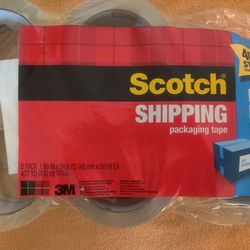 Scotch
SHIPPING
packaging tape
8 PACK 1.88 IN x 54.6 YD (48 mm x 50 m) EA
437 YD (400 m) TOTAL
3M